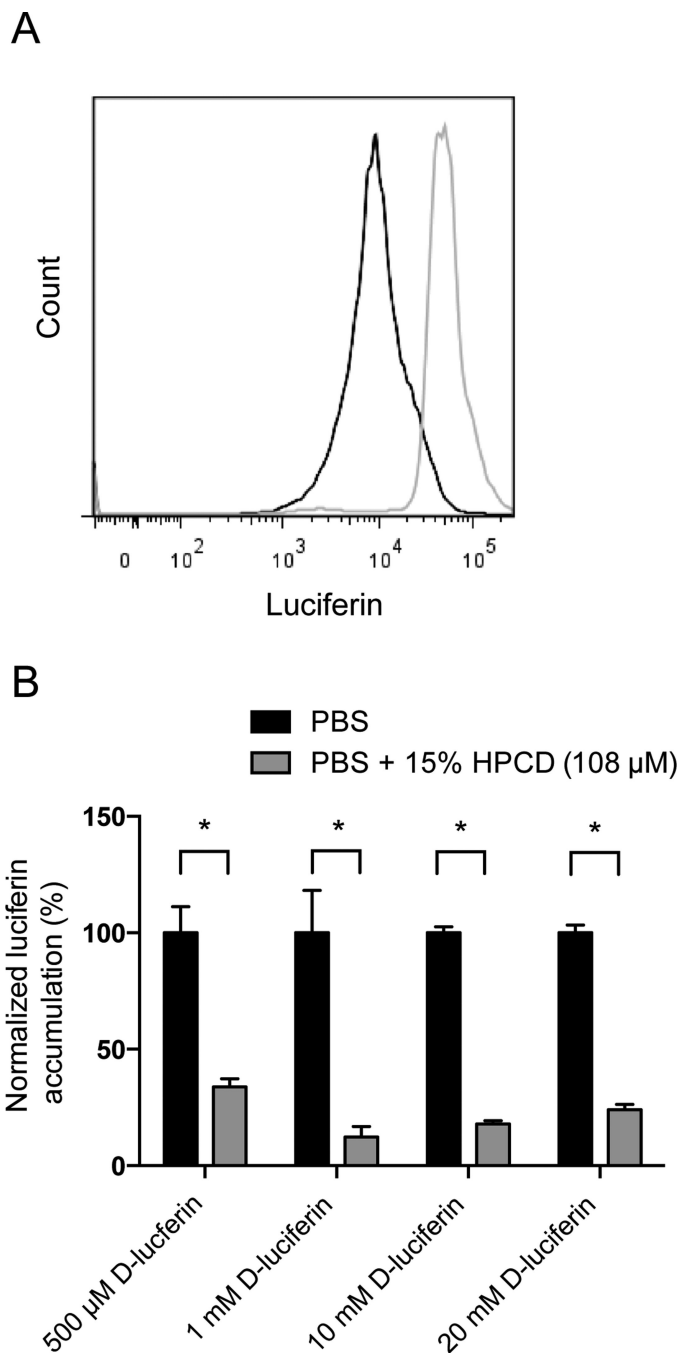 A
Count
0 10² 10³ 10⁴ 10⁵
Luciferin
B
PBS
PBS + 15% HPCD (108 µM)
Normalized luciferin
accumulation (%)
150
100
50
0
* * * *
500 µM D-lucferin
1 mM D-luciferin
10 mM D-luciferin
20 mM D-luciferin